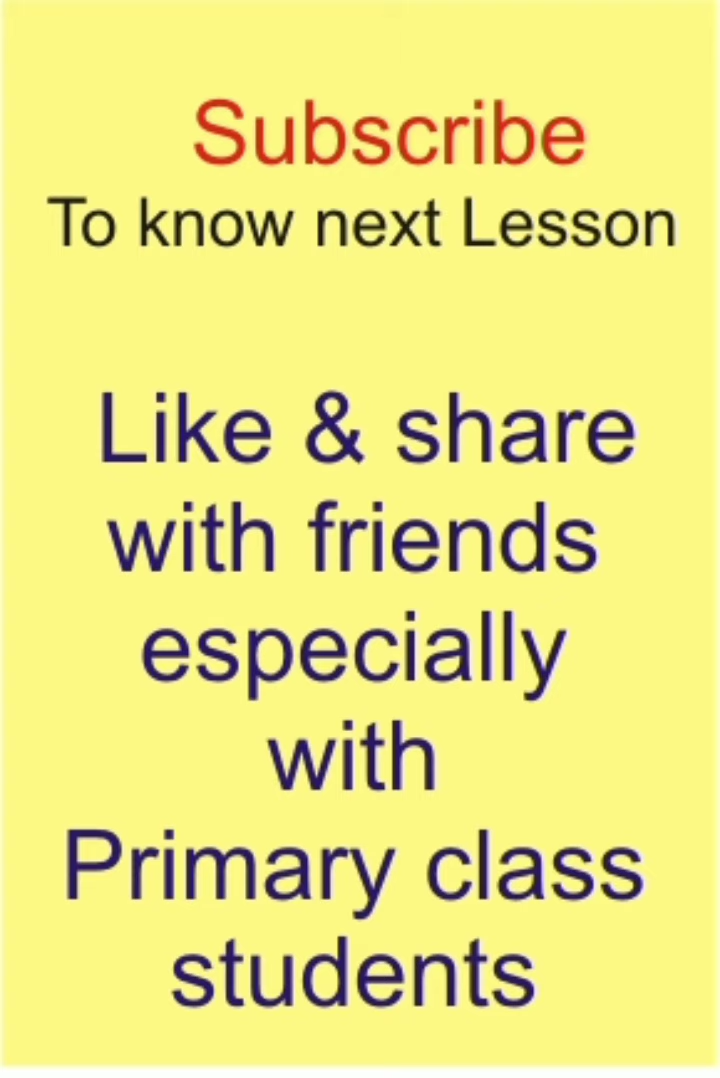 Subscribe
To know next Lesson
Like & share
with friends
especially
with
Primary class
students